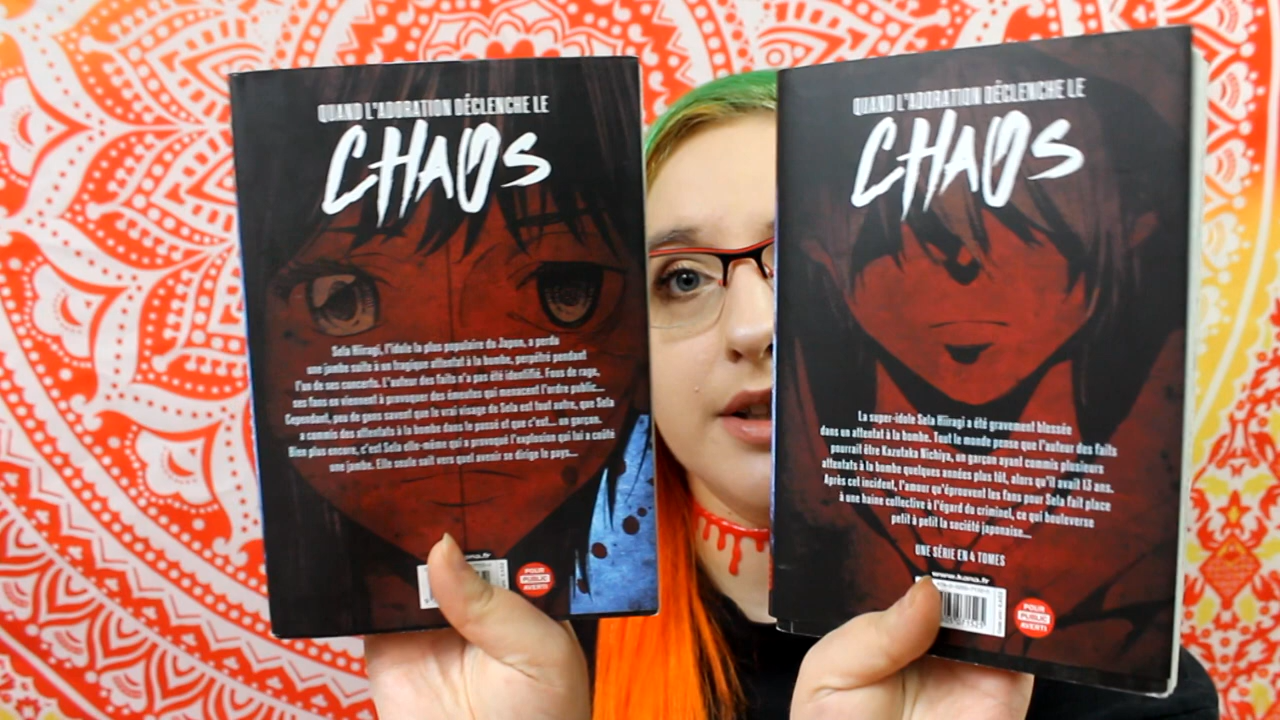 QUAND L'ADORATION DÉCLENCHE LE
CHAOS
Sela Hiiragi, l'idole la plus populaire du Japon, a perdu
une jambe suite à un tragique attentat à la bombe, perpétré pendant
l'un de ses concerts. L'auteur des faits n'a pas été identifié. Fous de rage,
ses fans en viennent à provoquer des émeutes qui menacent l'ordre public...
Cependant, peu de gens savent que le vrai visage de Sela est tout autre, que Sela
a commis des attentats à la bombe dans le passé et que c'est... un garçon.
Bien plus encore, c'est Sela elle-même qui a provoqué l'explosion qui lui a coûté
une jambe. Elle seule sait vers quel avenir se dirige le pays...
POUR
PUBLIC
AVERTI
QUAND L'ADORATION DÉCLENCHE LE
CHAOS
La super-idole Sela Hiiragi a été gravement blessée
dans un attentat à la bombe. Tout le monde pense que l'auteur des faits
pourrait être Kazutaka Nichiya, un garçon ayant commis plusieurs
attentats à la bombe quelques années plus tôt, alors qu'il avait 13 ans.
Après cet incident, l'amour qu'éprouvent les fans pour Sela fait place
à une haine collective à l'égard du criminel, ce qui bouleverse
petit à petit la société japonaise...
UNE SÉRIE EN 4 TOMES
www.kana.fr
POUR
PUBLIC
AVERTI